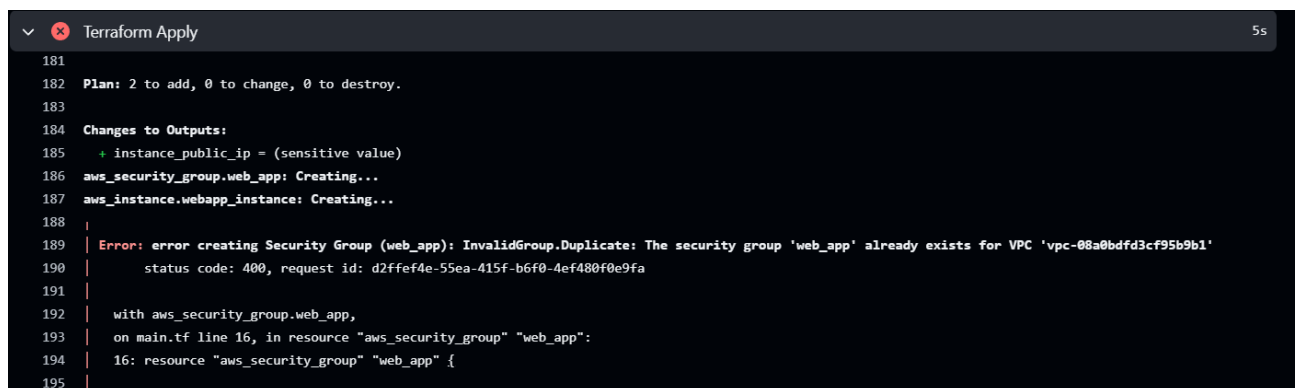 Terraform Apply 5s
181
182 Plan: 2 to add, 0 to change, 0 to destroy.
183
184 Changes to Outputs:
185 + instance_public_ip = (sensitive value)
186 aws_security_group.web_app: Creating...
187 aws_instance.webapp_instance: Creating...
188
189 │ Error: error creating Security Group (web_app): InvalidGroup.Duplicate: The security group 'web_app' already exists for VPC 'vpc-08a0bdfd3cf95b9b1'
190 │ status code: 400, request id: d2ffef4e-55ea-415f-b6f0-4ef480f0e9fa
191 │
192 │ with aws_security_group.web_app,
193 │ on main.tf line 16, in resource "aws_security_group" "web_app":
194 │ 16: resource "aws_security_group" "web_app" {
195 │